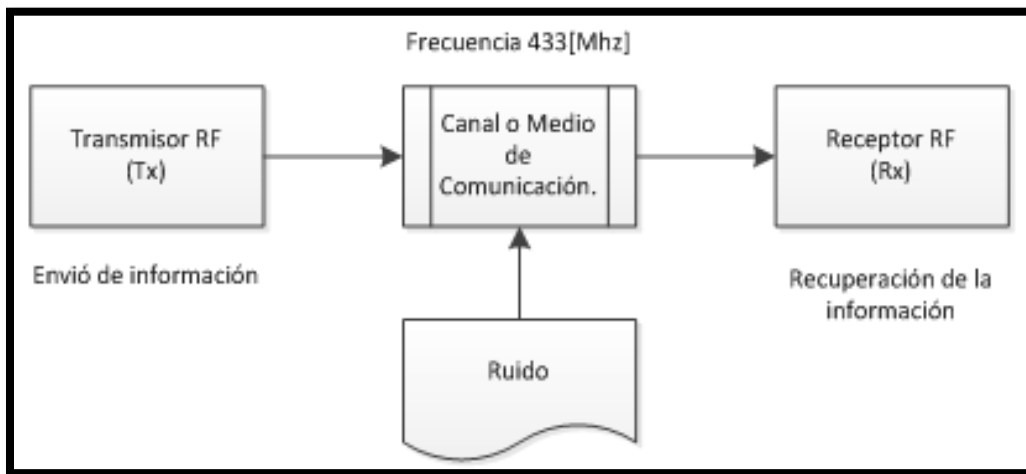 Frecuencia 433[Mhz]
Transmisor RF
(Tx)
Canal o Medio
de
Comunicación.
Receptor RF
(Rx)
Envió de información
Recuperación de la
información
Ruido